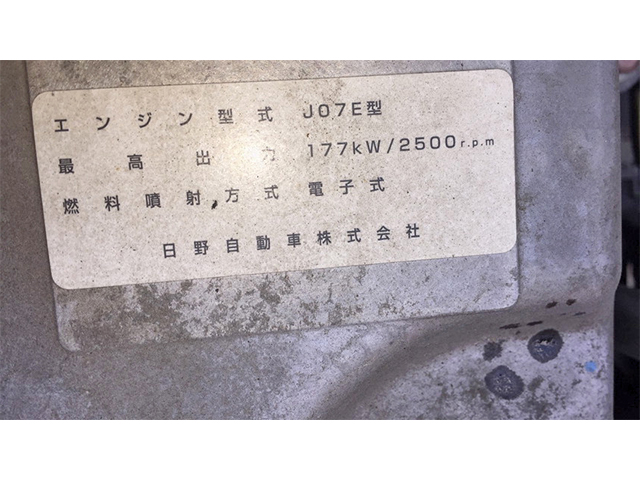 エンジン型式 J07E型
最高出力 177kW/2500r.p.m
燃料噴射方式 電子式
日野自動車株式会社